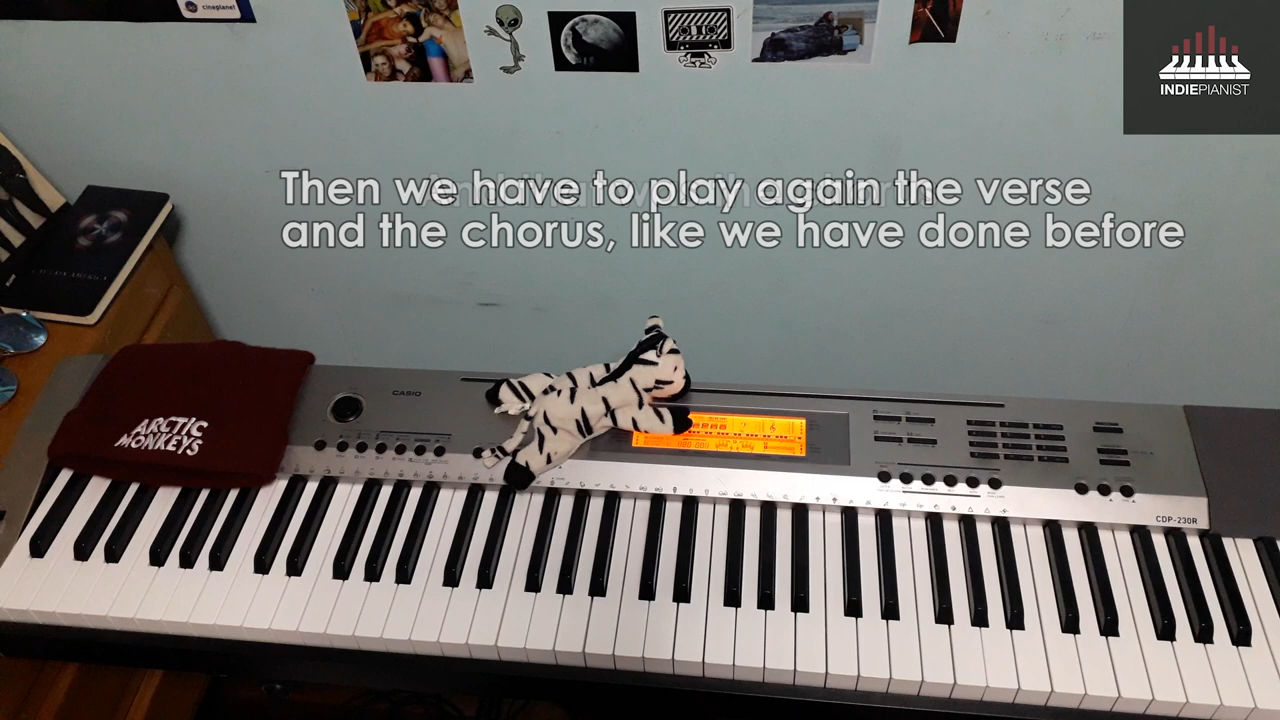 cineplanet
INDIEPIANIST
Then we have to play again the verse
and the chorus, like we have done before
CASIO
ARCTIC
MONKEYS
CDP-230R